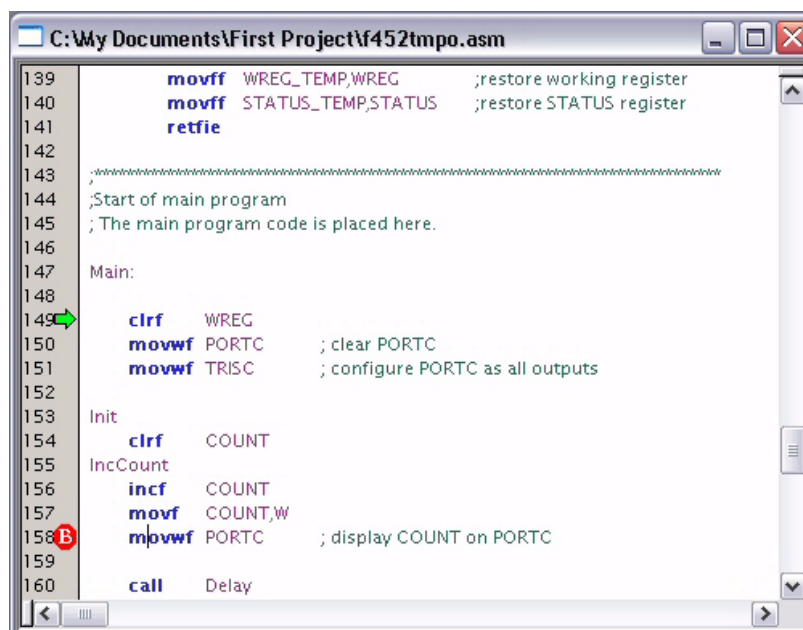 C:\My Documents\First Project\f452tmpo.asm
139 movff WREG_TEMP,WREG ;restore working register
140 movff STATUS_TEMP,STATUS ;restore STATUS register
141 retfie
142
143 ;******************************************************************************
144 ;Start of main program
145 ; The main program code is placed here.
146
147 Main:
148
149 clrf WREG
150 movwf PORTC ; clear PORTC
151 movwf TRISC ; configure PORTC as all outputs
152
153 Init
154 clrf COUNT
155 IncCount
156 incf COUNT
157 movf COUNT,W
158 B movwf PORTC ; display COUNT on PORTC
159
160 call Delay